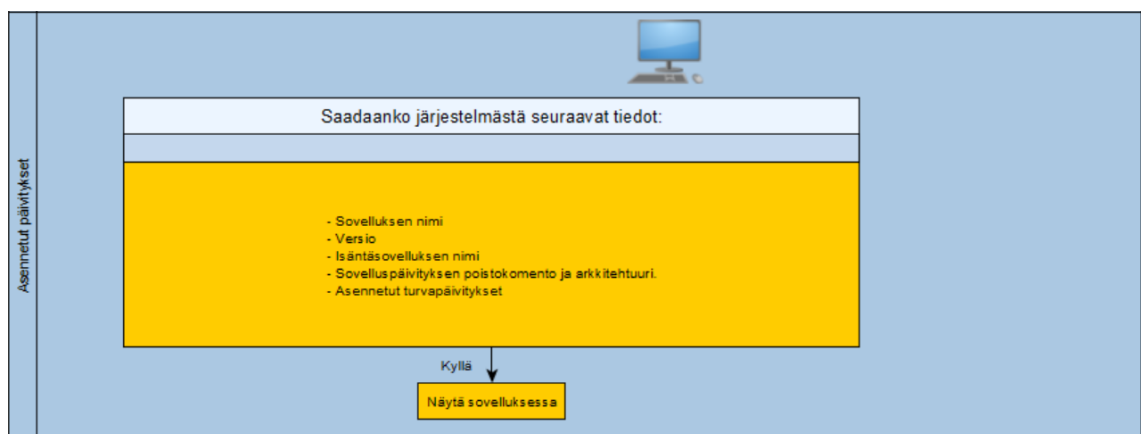 Asennetut päivitykset
Saadaanko järjestelmästä seuraavat tiedot:
- Sovelluksen nimi
- Versio
- Isäntäsovelluksen nimi
- Sovelluspäivityksen poistokomento ja arkkitehtuuri.
- Asennetut turvapäivitykset
Kyllä
Näytä sovelluksessa